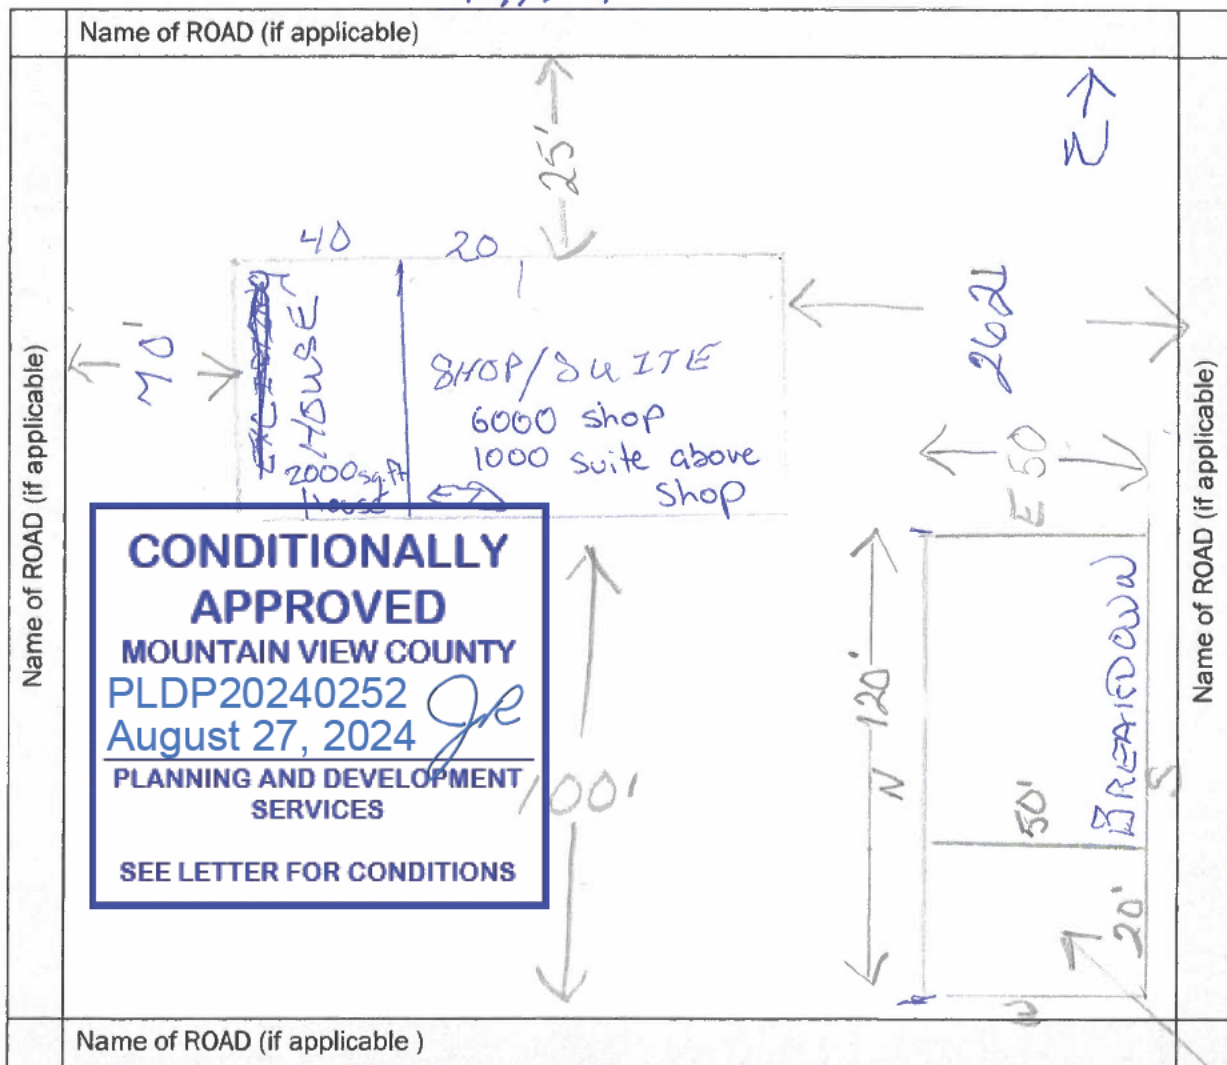 Name of ROAD (if applicable)
Name of ROAD (if applicable)
Name of ROAD (if applicable)
N
25'
40
20
70'
HOUSE
2000 sq.ft
House
SHOP/SUITE
6000 shop
1000 suite above
shop
262
E 50
CONDITIONALLY
APPROVED
MOUNTAIN VIEW COUNTY
PLDP20240252
August 27, 2024
PLANNING AND DEVELOPMENT
SERVICES
SEE LETTER FOR CONDITIONS
100'
120'
N
50'
BREAKDOWN
S
20'
W
Name of ROAD (if applicable )